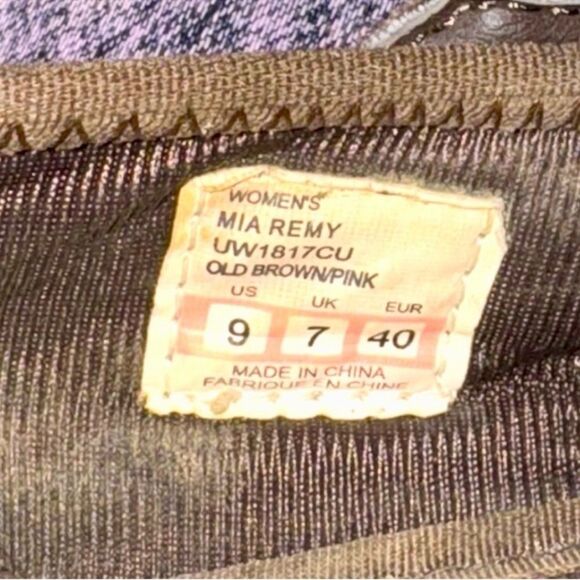 WOMEN'S
MIA REMY
UW1817CU
OLD BROWN/PINK
US UK EUR
9 7 40
MADE IN CHINA
FABRIQUE EN CHINE